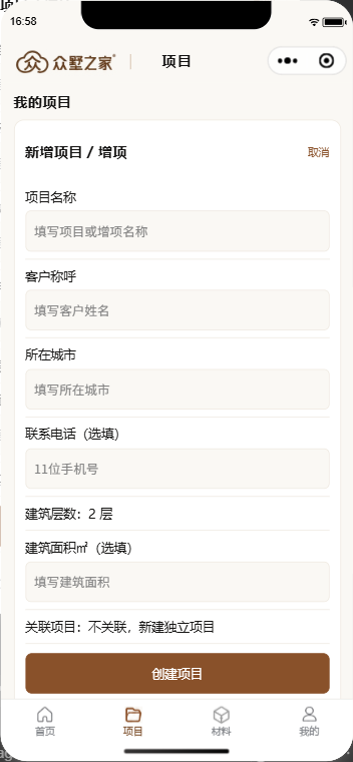 16:58
众墅之家
项目
我的项目
新增项目 / 增项
取消
项目名称
填写项目或增项名称
客户称呼
填写客户姓名
所在城市
填写所在城市
联系电话（选填）
11位手机号
建筑层数：2 层
建筑面积㎡（选填）
填写建筑面积
关联项目：不关联，新建独立项目
创建项目
首页
项目
材料
我的